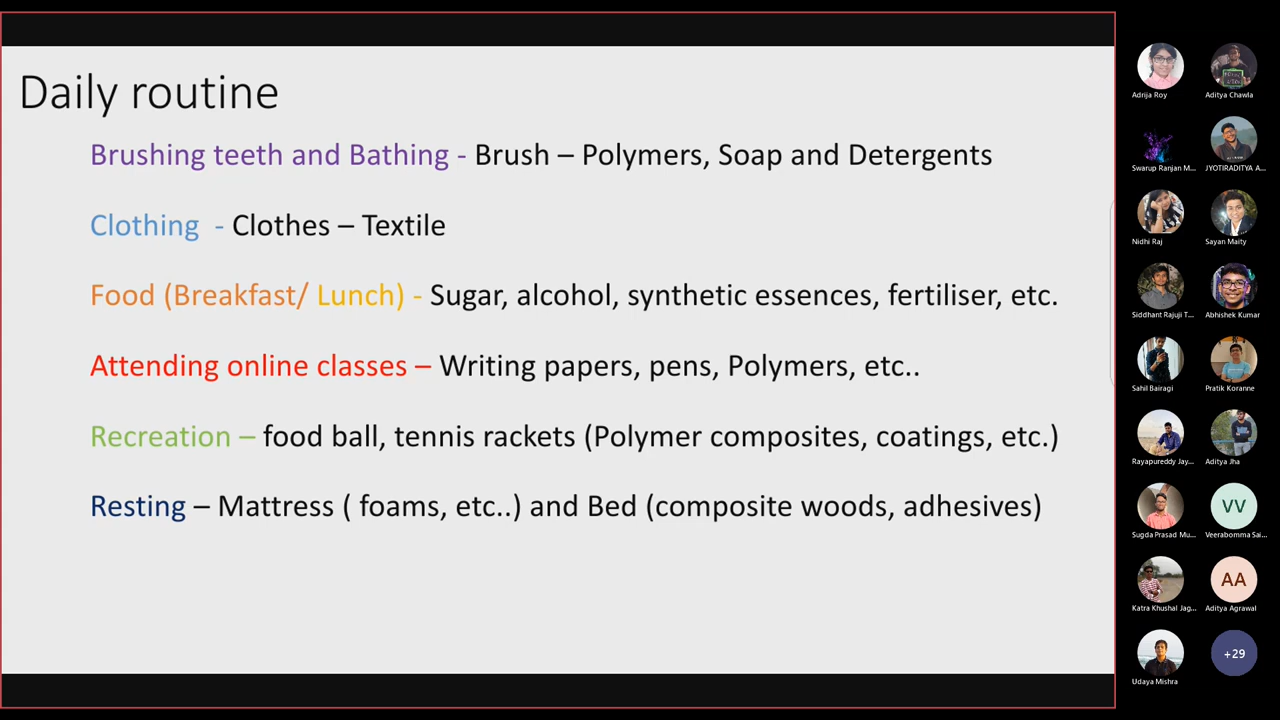 Daily routine
Brushing teeth and Bathing - Brush – Polymers, Soap and Detergents
Clothing - Clothes – Textile
Food (Breakfast/ Lunch) - Sugar, alcohol, synthetic essences, fertiliser, etc.
Attending online classes – Writing papers, pens, Polymers, etc..
Recreation – food ball, tennis rackets (Polymer composites, coatings, etc.)
Resting – Mattress ( foams, etc..) and Bed (composite woods, adhesives)
Adrija Roy
Aditya Chawla
Swarup Ranjan M...
JYOTIRADITYA A...
Nidhi Raj
Sayan Maity
Siddhant Rajuji T...
Abhishek Kumar
Sahil Bairagi
Pratik Koranne
Rayapureddy Jay...
Aditya Jha
Sugda Prasad Mu...
VV
Veerabomma Sai...
Katra Khushal Jag...
AA
Aditya Agrawal
Udaya Mishra
+29